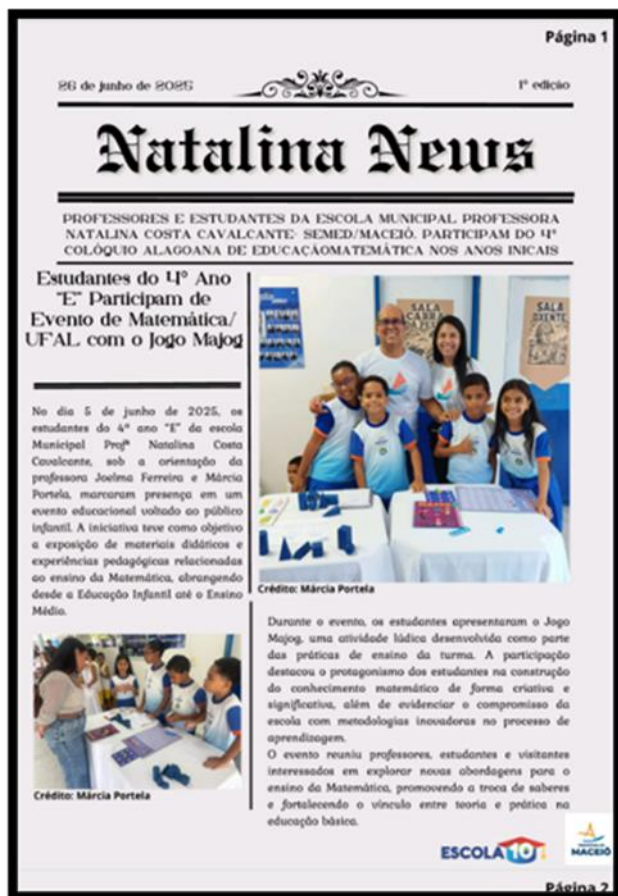 Página 1
26 de junho de 2025
1ª edição
Natalina News
PROFESSORES E ESTUDANTES DA ESCOLA MUNICIPAL PROFESSORA
NATALINA COSTA CAVALCANTE- SEMED/MACEIÓ. PARTICIPAM DO 4º
COLÓQUIO ALAGOANA DE EDUCAÇÃOMATEMÁTICA NOS ANOS INICAIS
Estudantes do 4º Ano
"E" Participam de
Evento de Matemática/
UFAL com o Jogo Majog
No dia 5 de junho de 2025, os
estudantes do 4º ano "E" da escola
Municipal Profª Natalina Costa
Cavalcante, sob a orientação da
professora Joelma Ferreira e Márcia
Portela, marcaram presença em um
evento educacional voltado ao público
infantil. A iniciativa teve como objetivo
a exposição de materiais didáticos e
experiências pedagógicas relacionadas
ao ensino da Matemática, abrangendo
desde a Educação Infantil até o Ensino
Médio.
Crédito: Márcia Portela
SALA
SALA
OXENTE
Crédito: Márcia Portela
Durante o evento, os estudantes apresentaram o Jogo
Majog, uma atividade lúdica desenvolvida como parte
das práticas de ensino da turma. A participação
destacou o protagonismo dos estudantes na construção
do conhecimento matemático de forma criativa e
significativa, além de evidenciar o compromisso da
escola com metodologias inovadoras no processo de
aprendizagem.
O evento reuniu professores, estudantes e visitantes
interessados em explorar novas abordagens para o
ensino da Matemática, promovendo a troca de saberes
e fortalecendo o vínculo entre teoria e prática na
educação básica.
ESCOLA 10
MACEIÓ
Página 2